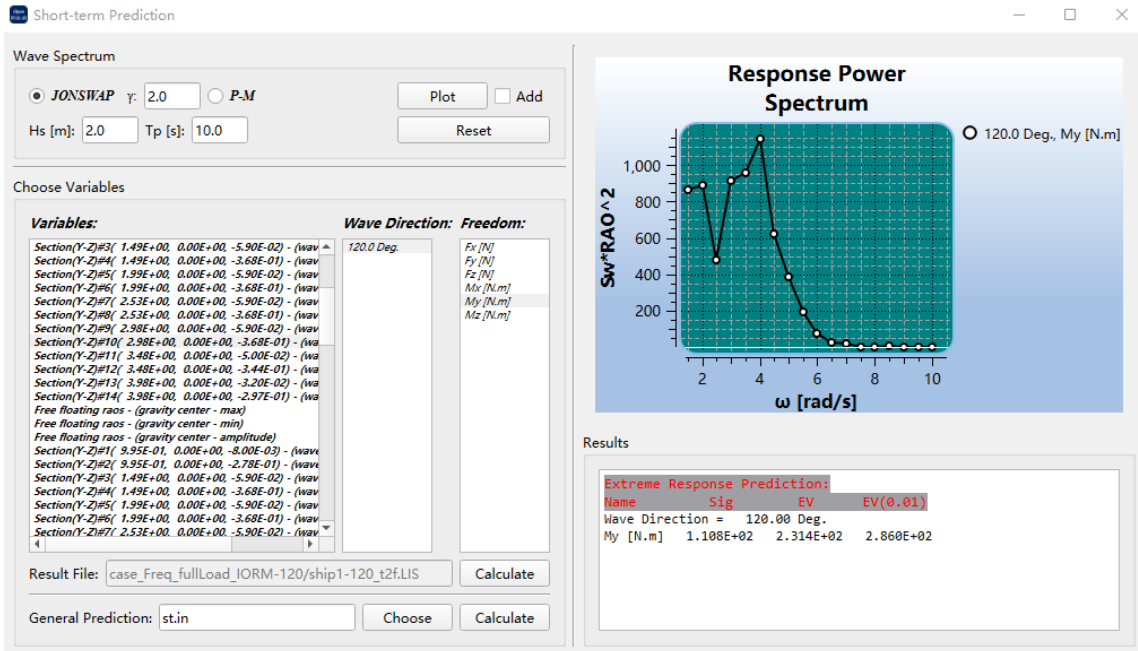 Short-term Prediction
Wave Spectrum
JONSWAP γ: 2.0 P-M Plot Add
Hs [m]: 2.0 Tp [s]: 10.0 Reset
Choose Variables
Variables: Wave Direction: Freedom:
Section(Y-Z)#3( 1.49E+00, 0.00E+00, -5.90E-02) - (wav
Section(Y-Z)#4( 1.49E+00, 0.00E+00, -3.68E-01) - (wav
Section(Y-Z)#5( 1.99E+00, 0.00E+00, -5.90E-02) - (wav
Section(Y-Z)#6( 1.99E+00, 0.00E+00, -3.68E-01) - (wav
Section(Y-Z)#7( 2.53E+00, 0.00E+00, -5.90E-02) - (wav
Section(Y-Z)#8( 2.53E+00, 0.00E+00, -3.68E-01) - (wav
Section(Y-Z)#9( 2.98E+00, 0.00E+00, -5.90E-02) - (wav
Section(Y-Z)#10( 2.98E+00, 0.00E+00, -3.68E-01) - (wa
Section(Y-Z)#11( 3.48E+00, 0.00E+00, -5.00E-02) - (wa
Section(Y-Z)#12( 3.48E+00, 0.00E+00, -3.44E-01) - (wa
Section(Y-Z)#13( 3.98E+00, 0.00E+00, -3.20E-02) - (wa
Section(Y-Z)#14( 3.98E+00, 0.00E+00, -2.97E-01) - (wa
Free floating raos - (gravity center - max)
Free floating raos - (gravity center - min)
Free floating raos - (gravity center - amplitude)
Section(Y-Z)#1( 9.95E-01, 0.00E+00, -8.00E-03) - (wave
Section(Y-Z)#2( 9.95E-01, 0.00E+00, -2.78E-01) - (wave
Section(Y-Z)#3( 1.49E+00, 0.00E+00, -5.90E-02) - (wav
Section(Y-Z)#4( 1.49E+00, 0.00E+00, -3.68E-01) - (wav
Section(Y-Z)#5( 1.99E+00, 0.00E+00, -5.90E-02) - (wav
Section(Y-Z)#6( 1.99E+00, 0.00E+00, -3.68E-01) - (wav
Section(Y-Z)#7( 2.53E+00, 0.00E+00, -5.90E-02) - (wav
120.0 Deg.
Fx [N]
Fy [N]
Fz [N]
Mx [N.m]
My [N.m]
Mz [N.m]
Result File: case_Freq_fullLoad_IORM-120/ship1-120_t2f.LIS Calculate
General Prediction: st.in Choose Calculate
Response Power
Spectrum
120.0 Deg., My [N.m]
Sw*RAO^2
1,000
800
600
400
200
2 4 6 8 10
ω [rad/s]
Results
Extreme Response Prediction:
Name Sig EV EV(0.01)
Wave Direction = 120.00 Deg.
My [N.m] 1.108E+02 2.314E+02 2.860E+02